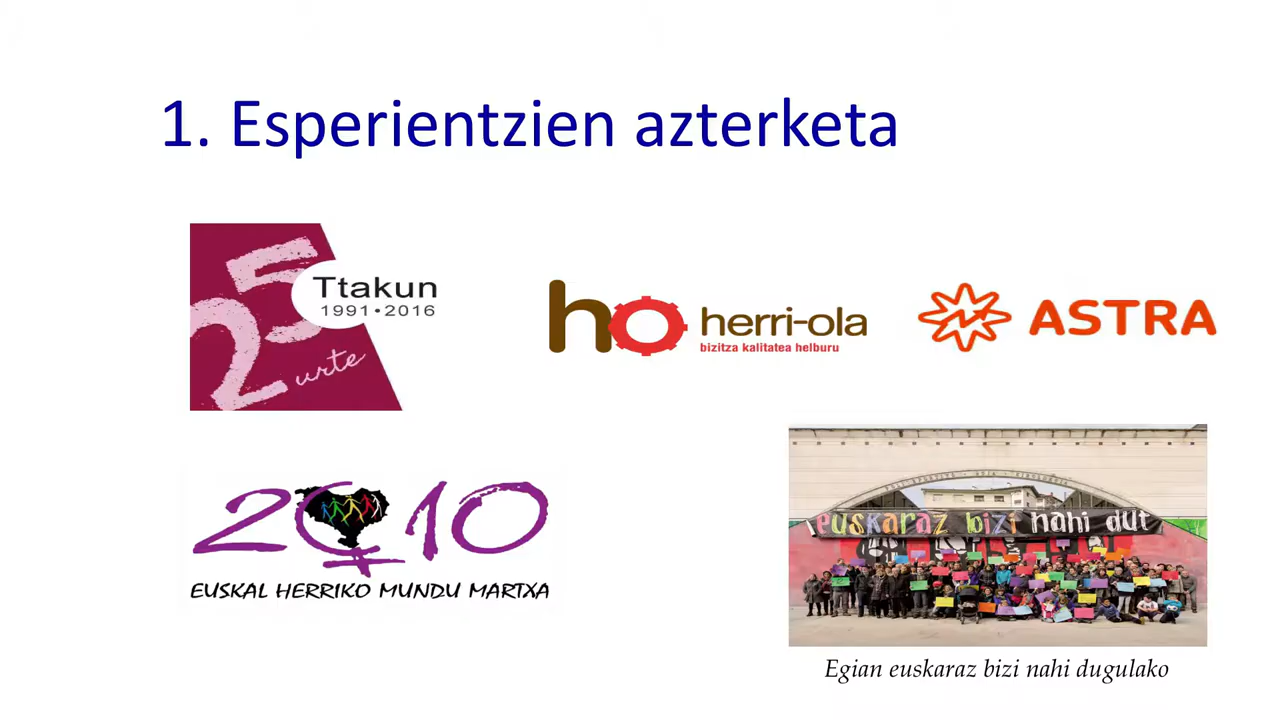 1. Esperientzien azterketa
25
urte
Ttakun
1991•2016
ho
herri-ola
bizitza kalitatea helburu
ASTRA
2010
EUSKAL HERRIKO MUNDU MARTXA
euskaraz bizi nahi dut
Egian euskaraz bizi nahi dugulako